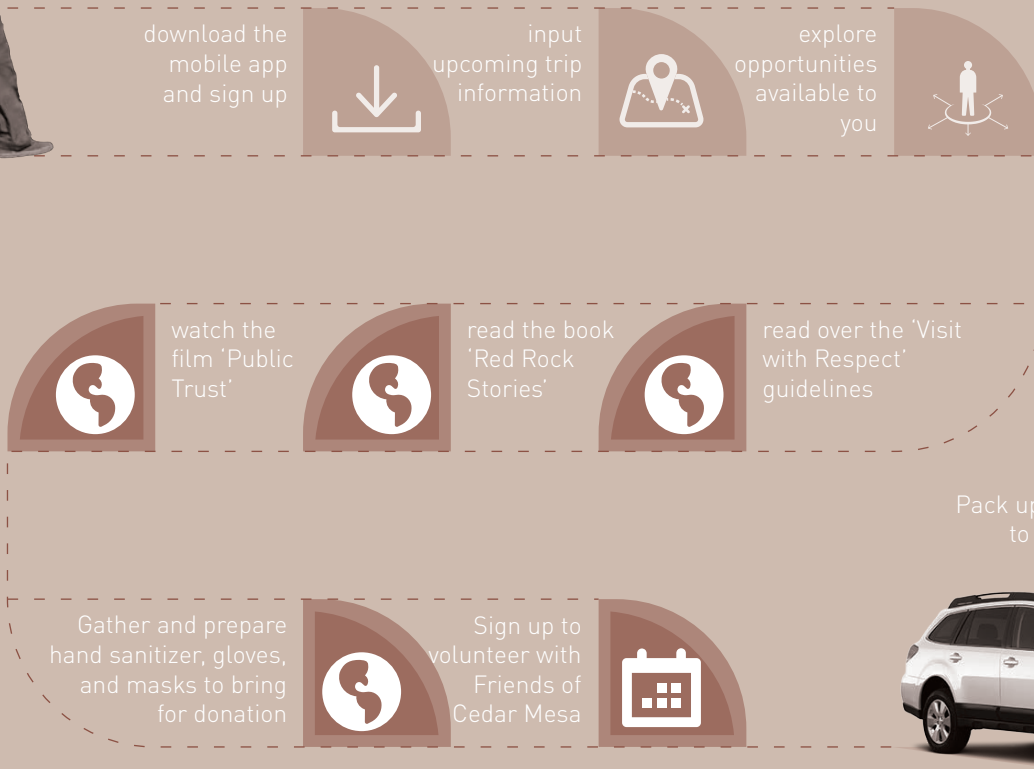 download the
mobile app
and sign up
input
upcoming trip
information
explore
opportunities
available to
you
watch the
film ‘Public
Trust’
read the book
‘Red Rock
Stories’
read over the ‘Visit
with Respect’
guidelines
Pack up
to
Gather and prepare
hand sanitizer, gloves,
and masks to bring
for donation
Sign up to
volunteer with
Friends of
Cedar Mesa